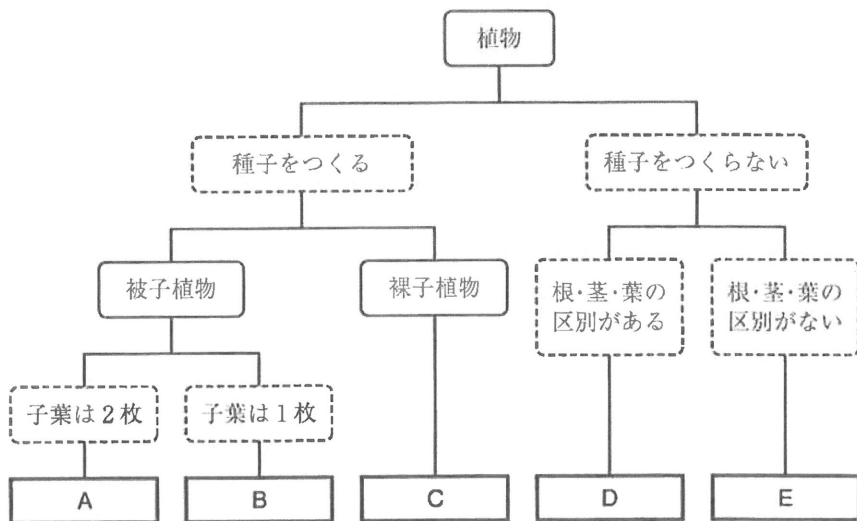 植物
種子をつくる
種子をつくらない
被子植物
裸子植物
根・茎・葉の
区別がある
根・茎・葉の
区別がない
子葉は2枚
子葉は1枚
A
B
C
D
E